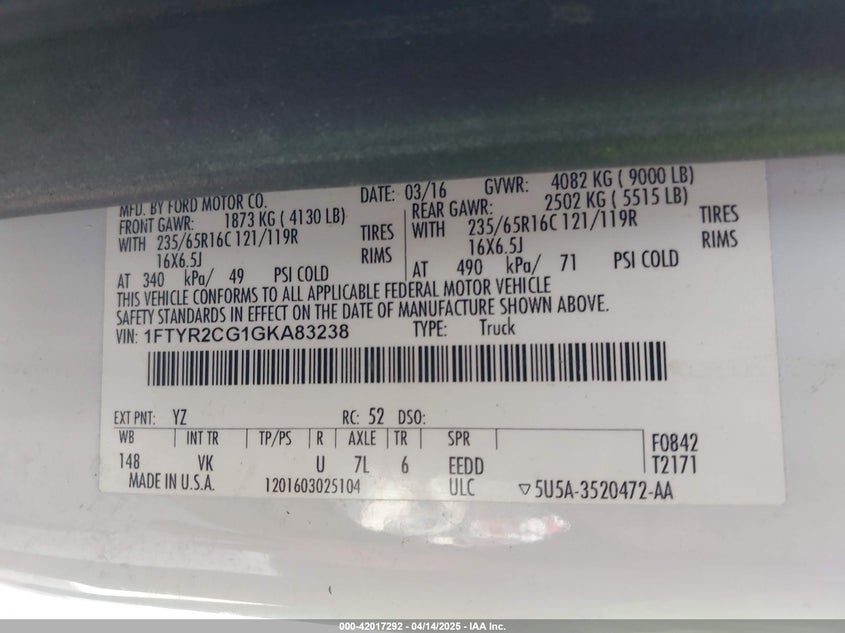 MFD. BY FORD MOTOR CO. DATE: 03/16 GVWR: 4082 KG ( 9000 LB)
FRONT GAWR: 1873 KG ( 4130 LB) REAR GAWR: 2502 KG ( 5515 LB)
WITH 235/65R16C 121/119R TIRES WITH 235/65R16C 121/119R TIRES
16X6.5J RIMS 16X6.5J RIMS
AT 340 kPa/ 49 PSI COLD AT 490 kPa/ 71 PSI COLD
THIS VEHICLE CONFORMS TO ALL APPLICABLE FEDERAL MOTOR VEHICLE
SAFETY STANDARDS IN EFFECT ON THE DATE OF MANUFACTURE SHOWN ABOVE.
VIN: 1FTYR2CG1GKA83238 TYPE: Truck
EXT PNT: YZ RC: 52 DSO:
WB INT TR TP/PS R AXLE TR SPR F0842
148 VK U 7L 6 EEDD T2171
MADE IN U.S.A. 1201603025104 ULC ▽5U5A-3520472-AA
000-42017292 - 04/14/2025 - IAA Inc.